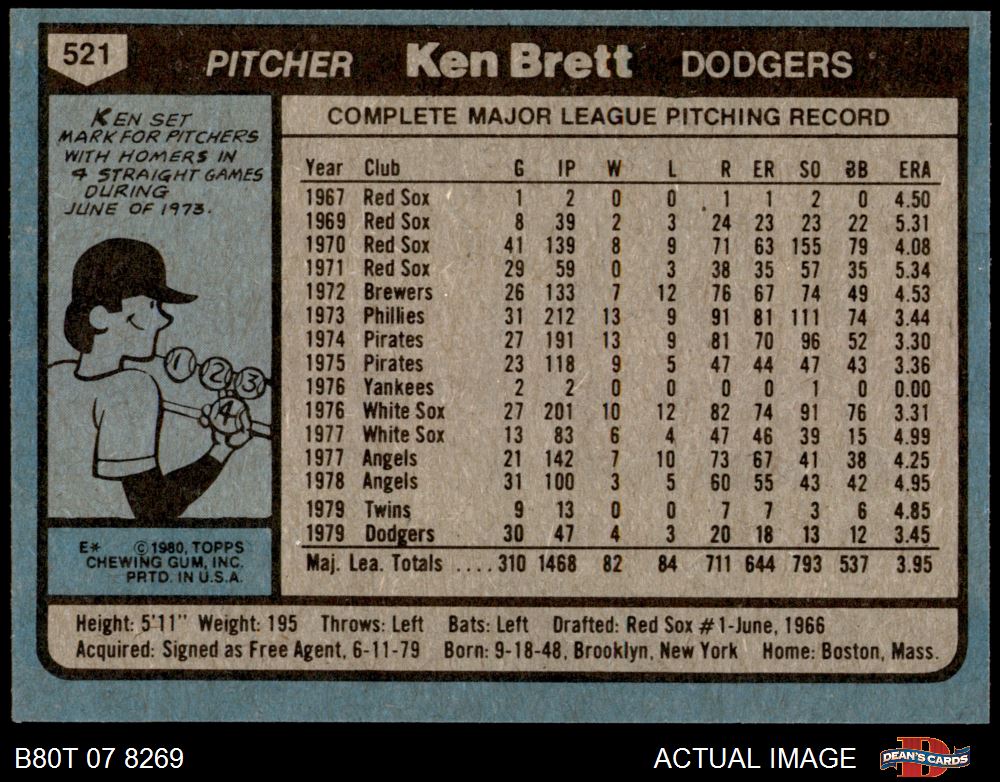 521 PITCHER Ken Brett DODGERS
KEN SET
MARK FOR PITCHERS
WITH HOMERS IN
4 STRAIGHT GAMES
DURING
JUNE OF 1973.
1 2 3
4
E* © 1980, TOPPS
CHEWING GUM, INC.
PRTD. IN U.S.A.
COMPLETE MAJOR LEAGUE PITCHING RECORD
Year Club G IP W L R ER SO BB ERA
1967 Red Sox 1 2 0 0 1 1 2 0 4.50
1969 Red Sox 8 39 2 3 24 23 23 22 5.31
1970 Red Sox 41 139 8 9 71 63 155 79 4.08
1971 Red Sox 29 59 0 3 38 35 57 35 5.34
1972 Brewers 26 133 7 12 76 67 74 49 4.53
1973 Phillies 31 212 13 9 91 81 111 74 3.44
1974 Pirates 27 191 13 9 81 70 96 52 3.30
1975 Pirates 23 118 9 5 47 44 47 43 3.36
1976 Yankees 2 2 0 0 0 0 1 0 0.00
1976 White Sox 27 201 10 12 82 74 91 76 3.31
1977 White Sox 13 83 6 4 47 46 39 15 4.99
1977 Angels 21 142 7 10 73 67 41 38 4.25
1978 Angels 31 100 3 5 60 55 43 42 4.95
1979 Twins 9 13 0 0 7 7 3 6 4.85
1979 Dodgers 30 47 4 3 20 18 13 12 3.45
Maj. Lea. Totals ....310 1468 82 84 711 644 793 537 3.95
Height: 5'11" Weight: 195 Throws: Left Bats: Left Drafted: Red Sox #1-June, 1966
Acquired: Signed as Free Agent, 6-11-79 Born: 9-18-48, Brooklyn, New York Home: Boston, Mass.
B80T 07 8269 ACTUAL IMAGE DEAN'S CARDS